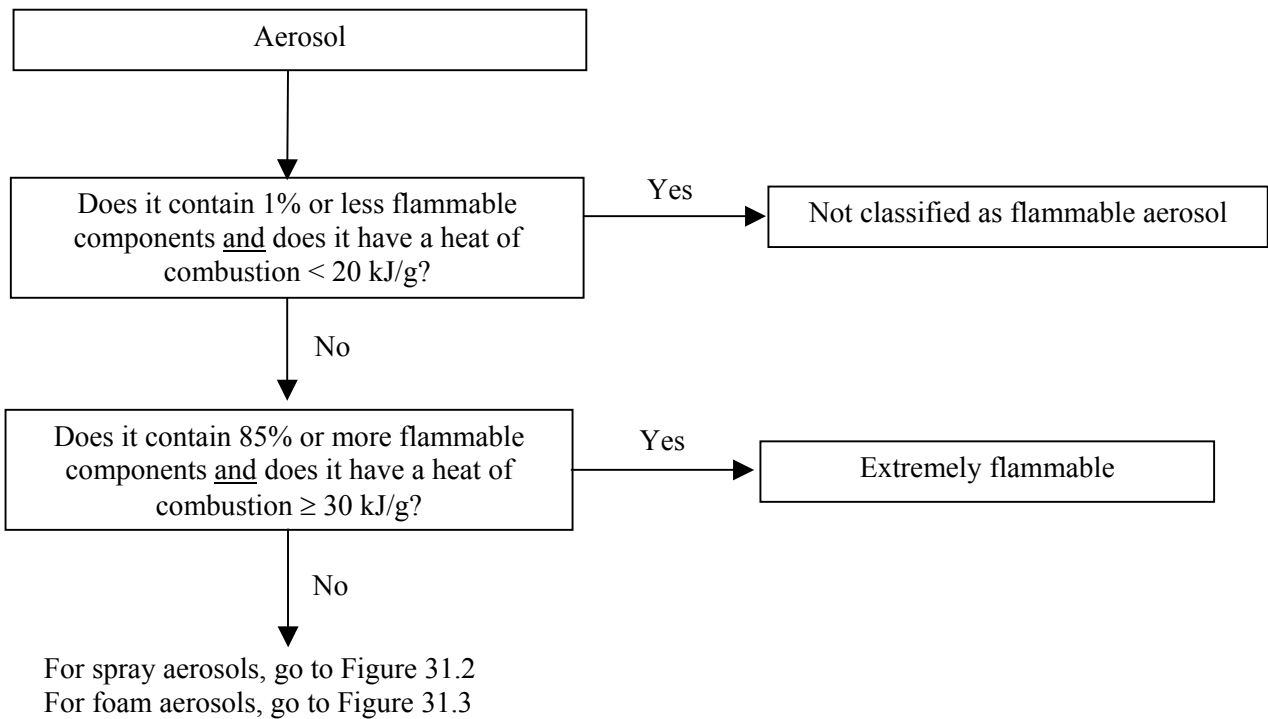 Aerosol
Does it contain 1% or less flammable
components and does it have a heat of
combustion < 20 kJ/g?
Yes
Not classified as flammable aerosol
No
Does it contain 85% or more flammable
components and does it have a heat of
combustion ≥ 30 kJ/g?
Yes
Extremely flammable
No
For spray aerosols, go to Figure 31.2
For foam aerosols, go to Figure 31.3